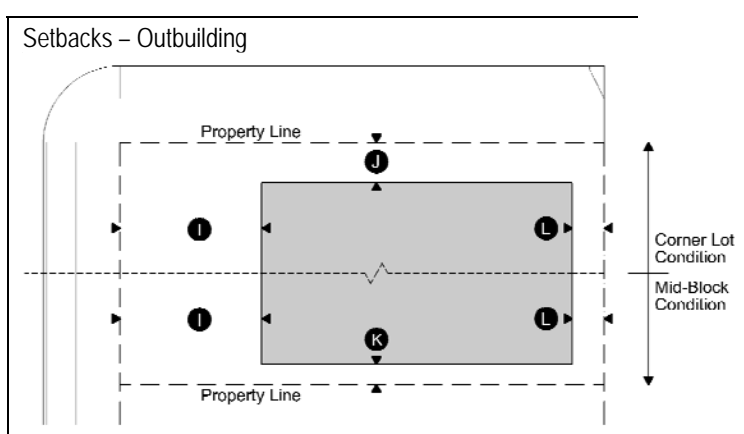 Setbacks – Outbuilding
Property Line
J
I
L
Corner Lot
Condition
Mid-Block
Condition
I
L
K
Property Line